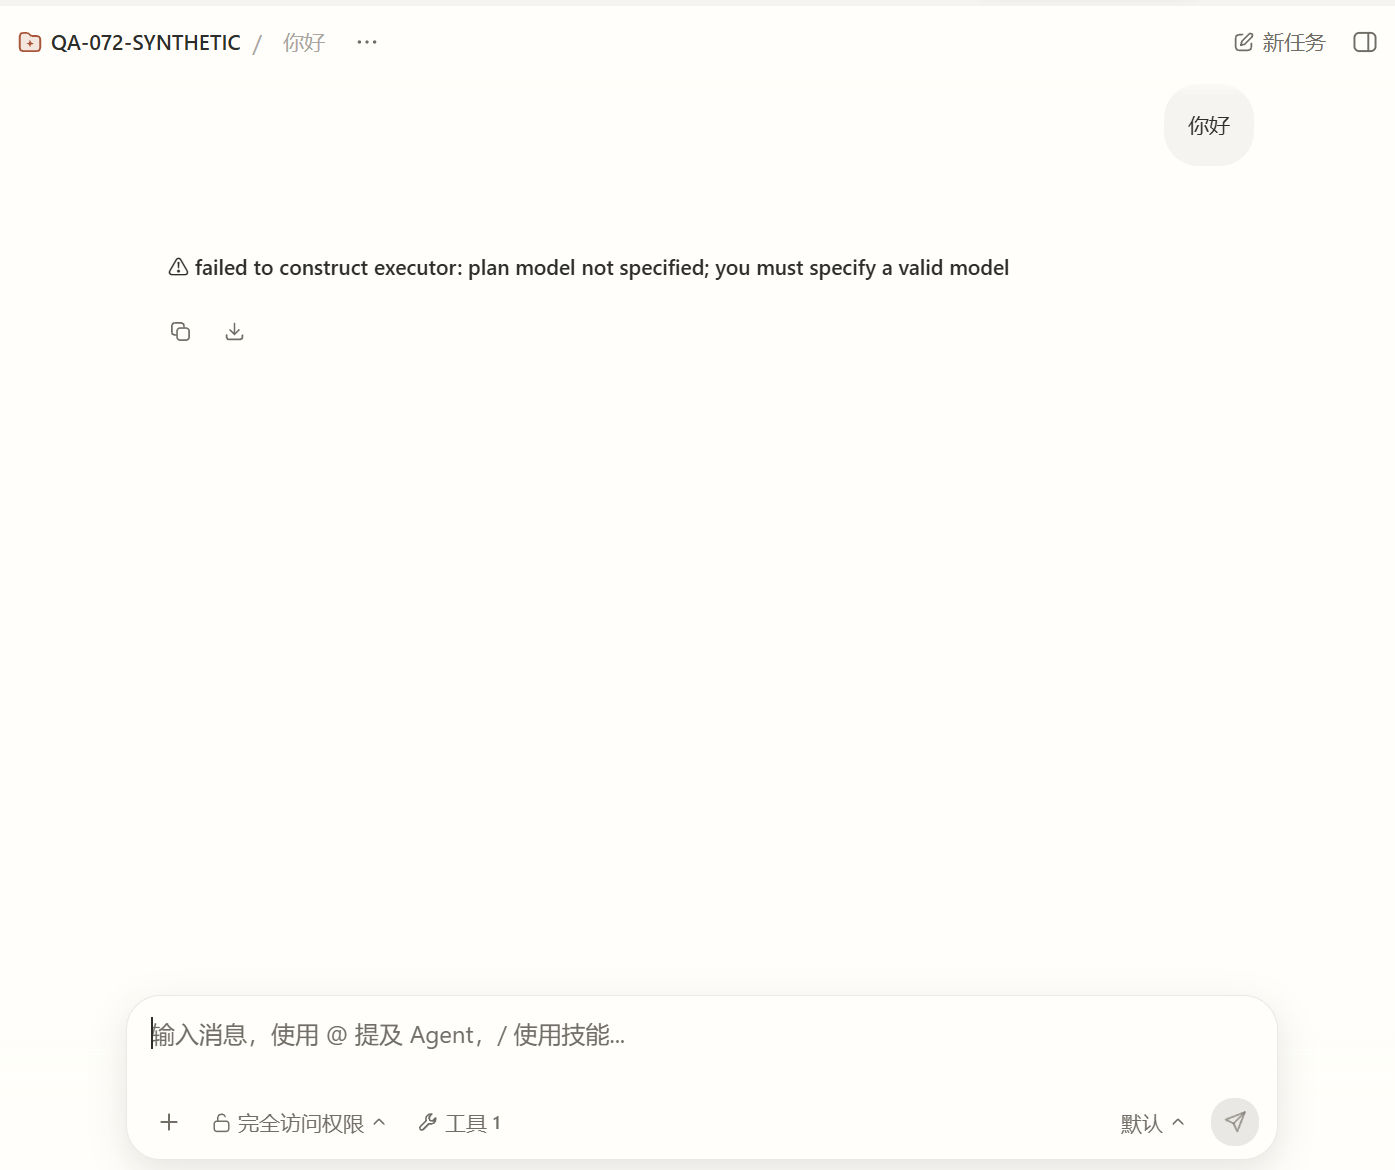 QA-072-SYNTHETIC / 你好 ···
新任务
你好
failed to construct executor: plan model not specified; you must specify a valid model
输入消息，使用 @ 提及 Agent，/ 使用技能...
完全访问权限 工具 1 默认